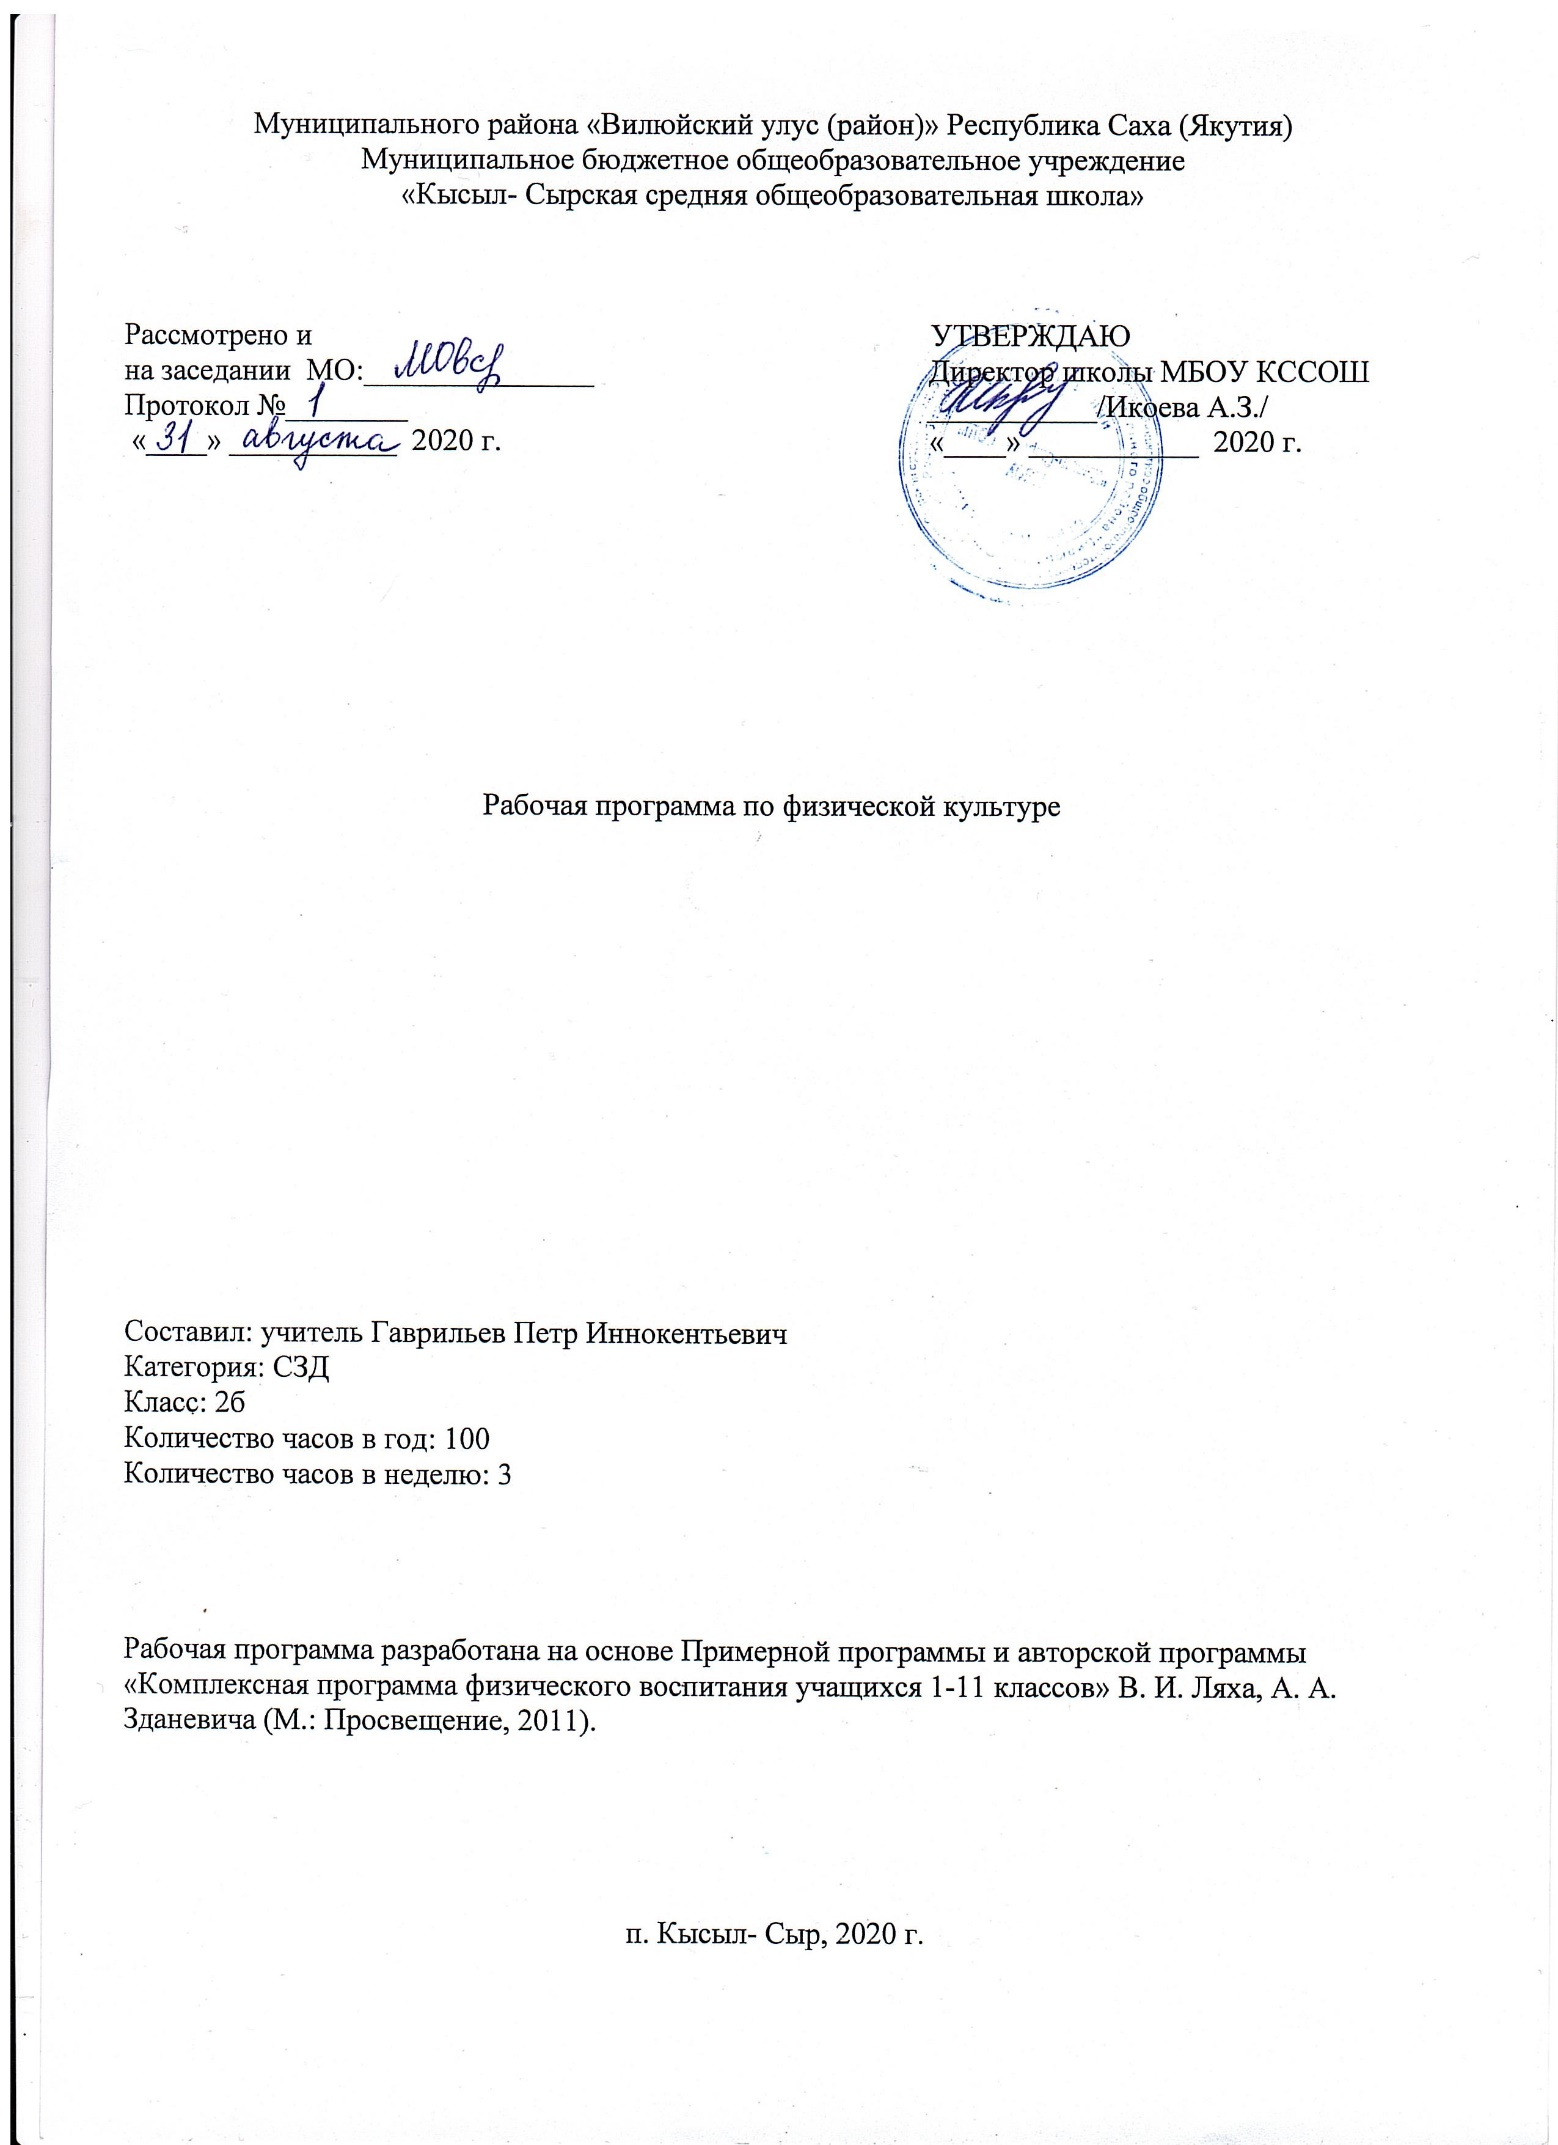 Муниципального района «Вилюйский улус (район)» Республика Саха (Якутия)
Муниципальное бюджетное общеобразовательное учреждение
«Кысыл- Сырская средняя общеобразовательная школа»
Рассмотрено и
на заседании МО:_______________
Протокол № 1
«31» августа 2020 г.
УТВЕРЖДАЮ
Директор школы МБОУ КССОШ
___________/Икоева А.З./
«____» ___________ 2020 г.
Рабочая программа по физической культуре
Составил: учитель Гаврильев Петр Иннокентьевич
Категория: СЗД
Класс: 2б
Количество часов в год: 100
Количество часов в неделю: 3
Рабочая программа разработана на основе Примерной программы и авторской программы
«Комплексная программа физического воспитания учащихся 1-11 классов» В. И. Ляха, А. А.
Зданевича (М.: Просвещение, 2011).
п. Кысыл- Сыр, 2020 г.